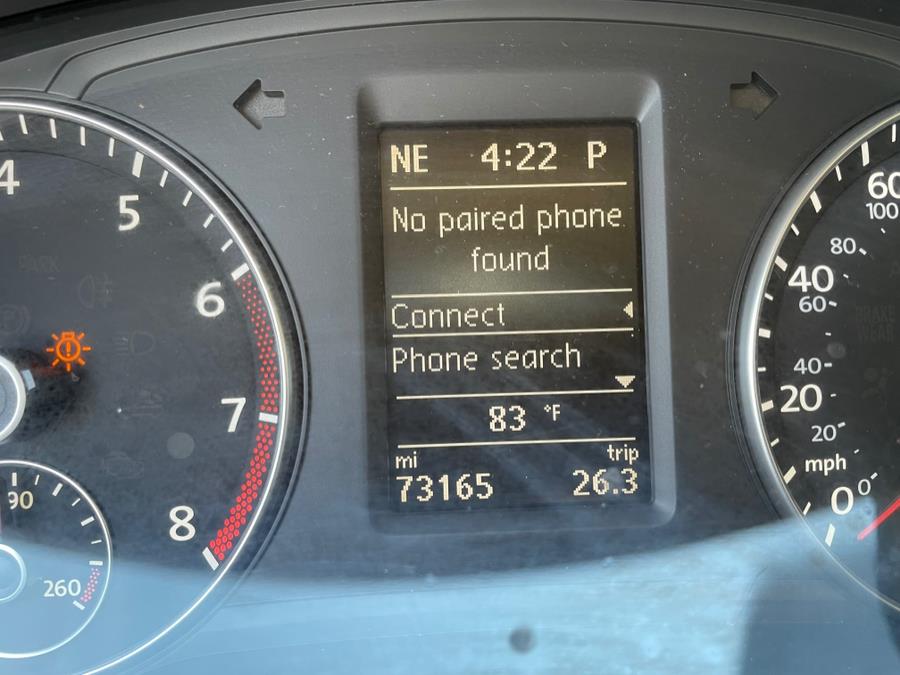 NE 4:22 P
No paired phone
found
Connect
Phone search
83 °F
mi trip
73165 26.3
4
5
6
7
8
90
260
60
100
80
40
60
40
20
20
mph
0 0